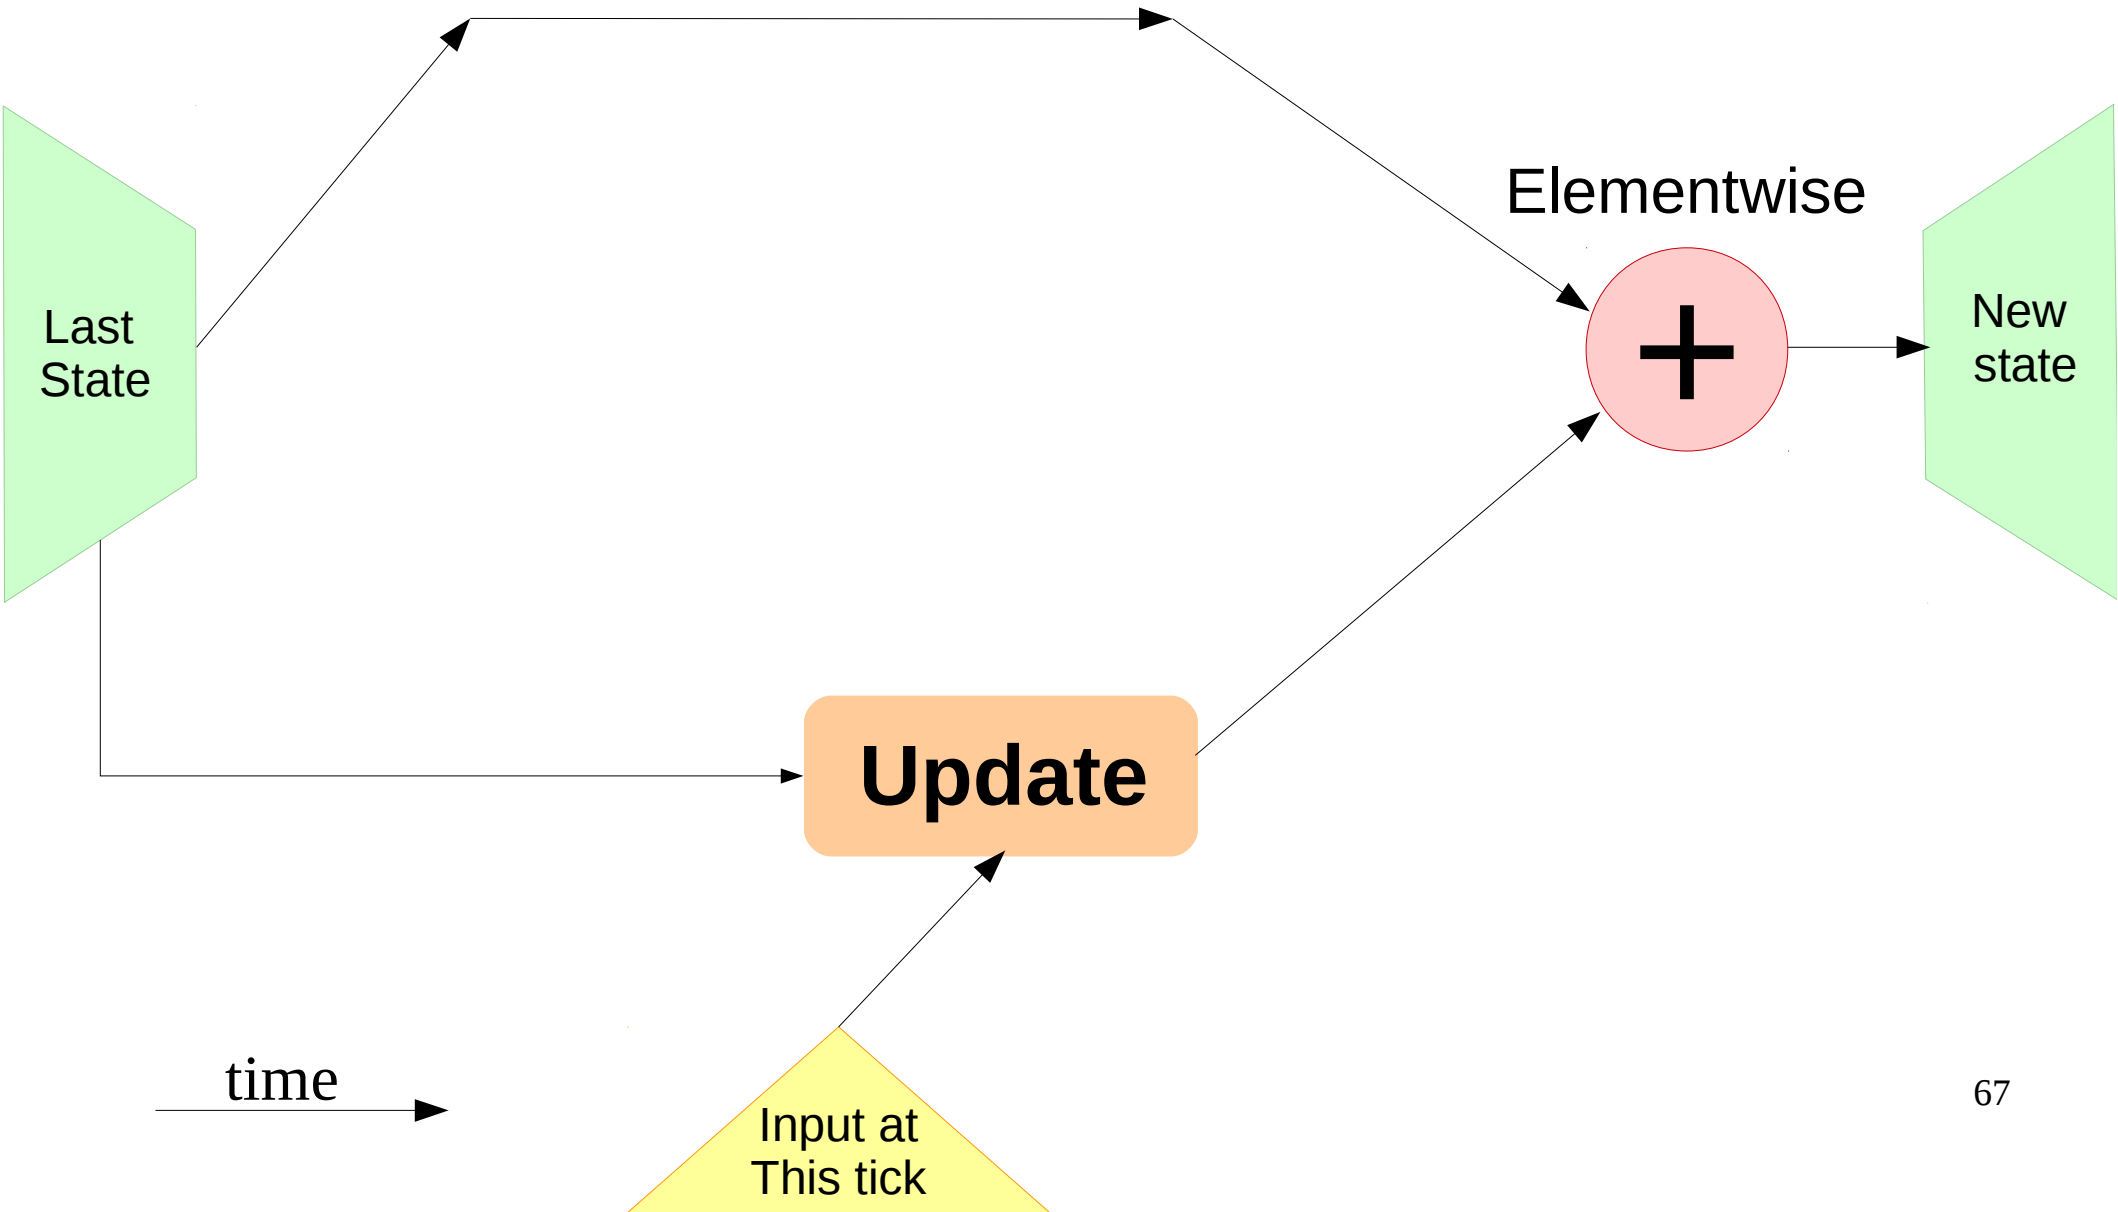 Elementwise
Last
State
+
New
state
Update
time
Input at
This tick
67